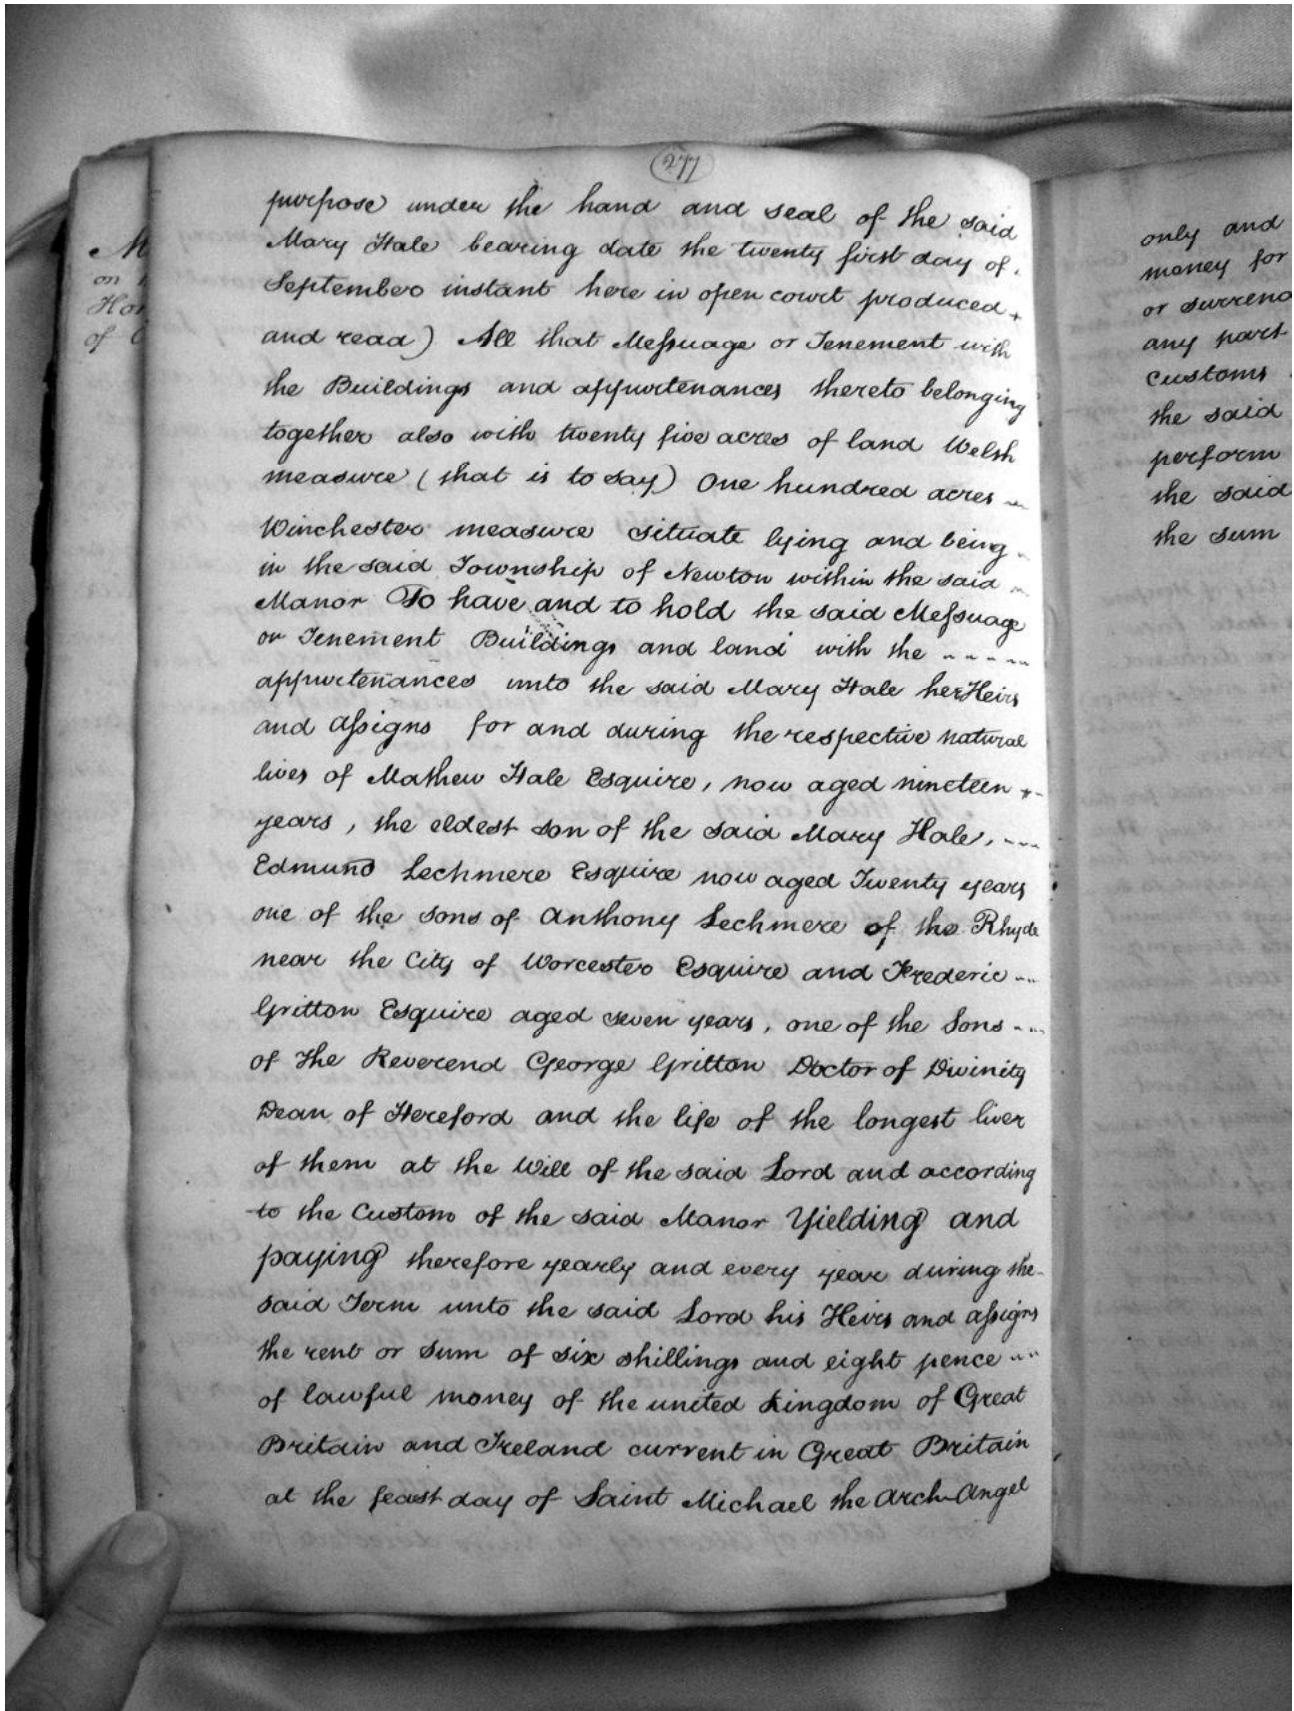 277
purpose under the hand and seal of the said
Mary Hale bearing date the twenty first day of
September instant here in open court produced
and read) All that Messuage or Tenement with
the Buildings and appurtenances thereto belonging
together also with twenty five acres of land Welsh
measure (that is to say) One hundred acres
Winchester measure situate lying and being
in the said Township of Newton within the said
Manor To have and to hold the said Messuage
or Tenement Buildings and land with the
appurtenances unto the said Mary Hale her Heirs
and Assigns for and during the respective natural
lives of Mathew Hale Esquire, now aged nineteen
years, the eldest son of the said Mary Hale,
Edmund Lechmere Esquire now aged Twenty years
one of the sons of Anthony Lechmere of the Rhyde
near the City of Worcester Esquire and Frederic
Gritton Esquire aged seven years, one of the Sons
of the Reverend George Gritton Doctor of Divinity
Dean of Hereford and the life of the longest liver
of them at the Will of the said Lord and according
to the Custom of the said Manor Yielding and
paying therefore yearly and every year during the
said Term unto the said Lord his Heirs and assigns
the rent or sum of six shillings and eight pence
of lawful money of the united Kingdom of Great
Britain and Ireland current in Great Britain
at the feast day of Saint Michael the Arch-Angel
M
on
Hon
of
only and
money for
or surrend
any part
customs
the said
perform
the said
the sum